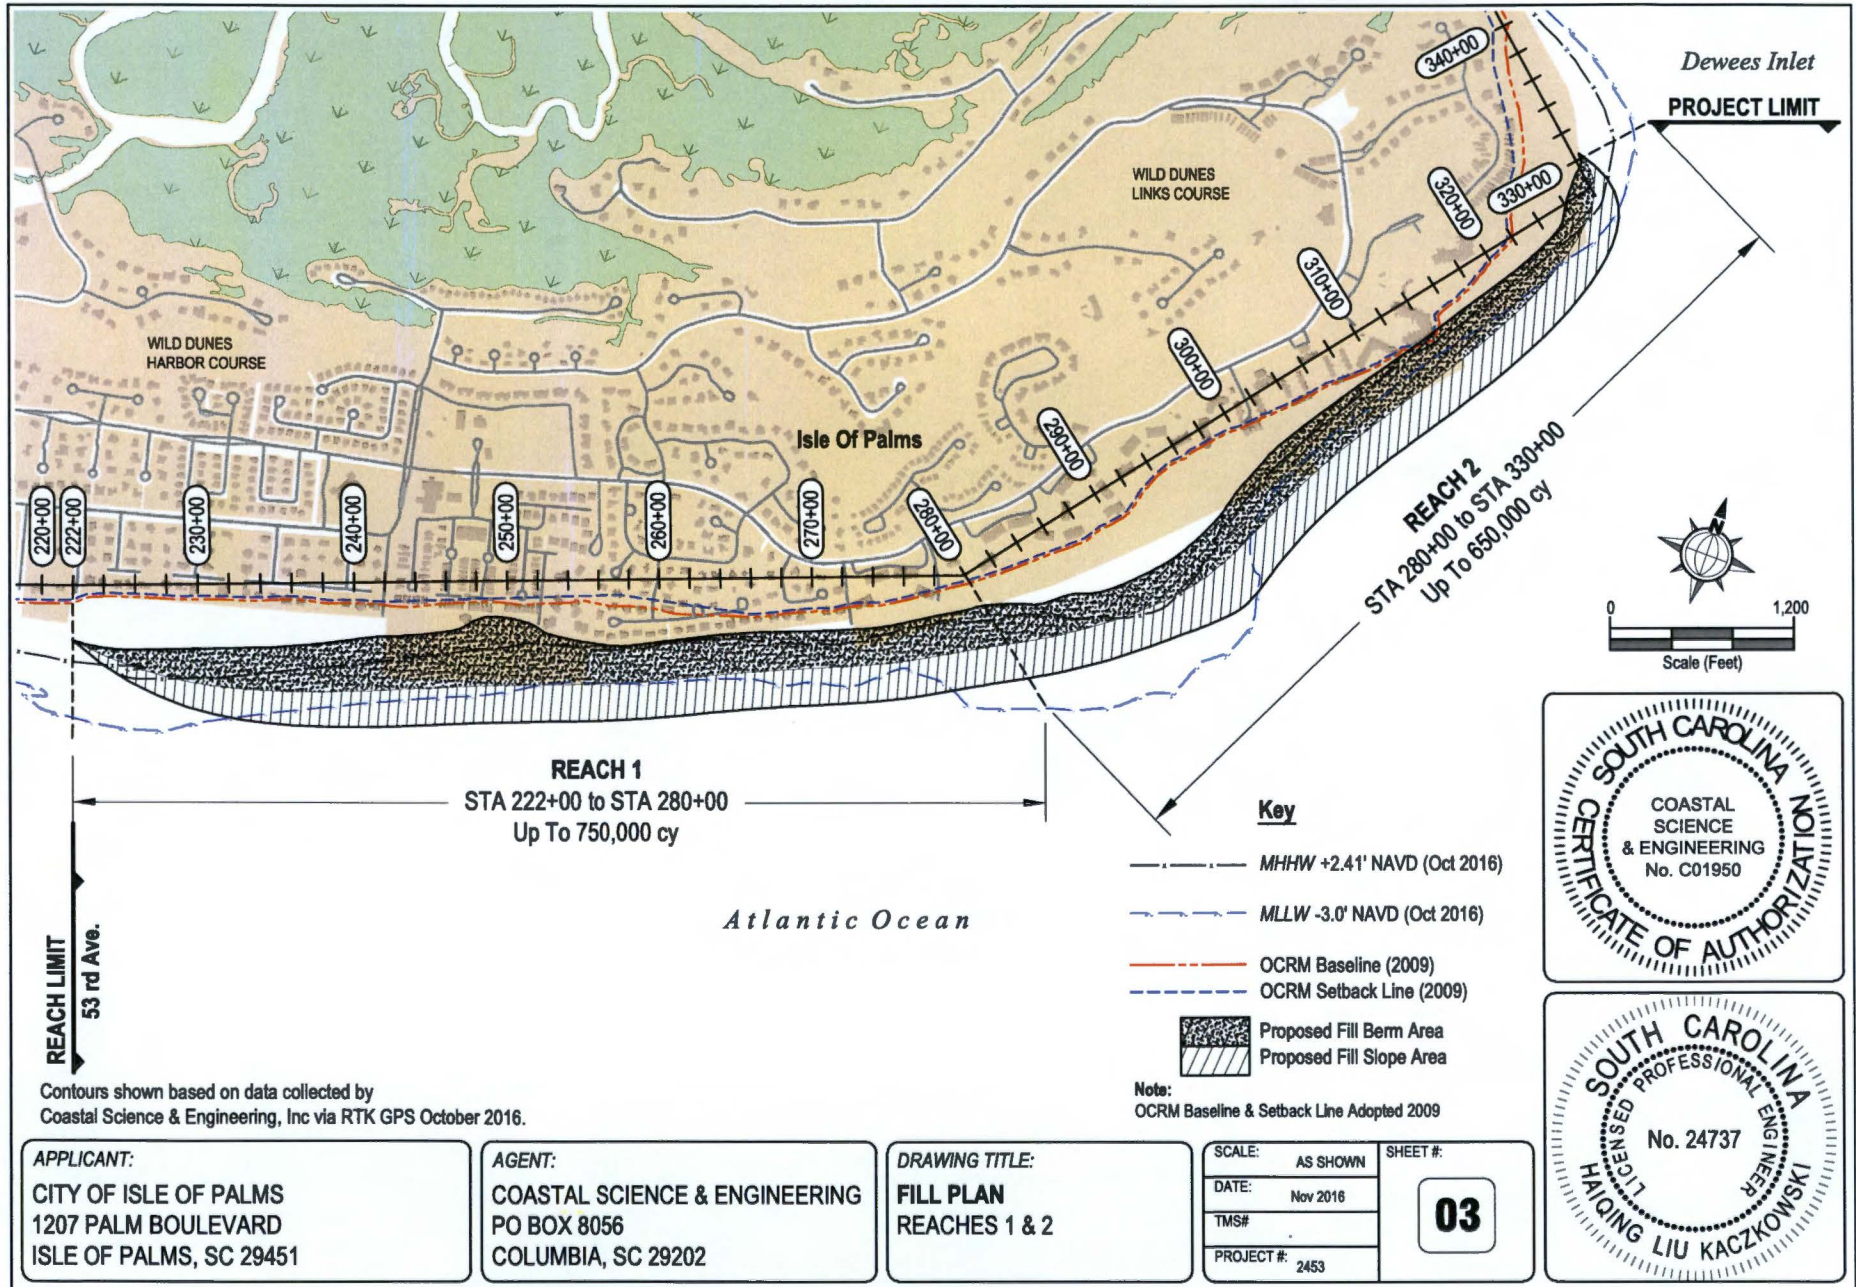 Dewees Inlet
PROJECT LIMIT
340+00
330+00
320+00
310+00
300+00
290+00
280+00
270+00
260+00
250+00
240+00
230+00
222+00
220+00
WILD DUNES
LINKS COURSE
WILD DUNES
HARBOR COURSE
Isle Of Palms
REACH 2
STA 280+00 to STA 330+00
Up To 650,000 cy
N
0 1,200
Scale (Feet)
REACH 1
STA 222+00 to STA 280+00
Up To 750,000 cy
REACH LIMIT
53 rd Ave.
Atlantic Ocean
Key
MHHW +2.41' NAVD (Oct 2016)
MLLW -3.0' NAVD (Oct 2016)
OCRM Baseline (2009)
OCRM Setback Line (2009)
Proposed Fill Berm Area
Proposed Fill Slope Area
Note:
OCRM Baseline & Setback Line Adopted 2009
Contours shown based on data collected by
Coastal Science & Engineering, Inc via RTK GPS October 2016.
SOUTH CAROLINA
CERTIFICATE OF AUTHORIZATION
COASTAL
SCIENCE
& ENGINEERING
No. C01950
SOUTH CAROLINA
LICENSED PROFESSIONAL ENGINEER
No. 24737
HAIQING LIU KACZKOWSKI
APPLICANT:
CITY OF ISLE OF PALMS
1207 PALM BOULEVARD
ISLE OF PALMS, SC 29451
AGENT:
COASTAL SCIENCE & ENGINEERING
PO BOX 8056
COLUMBIA, SC 29202
DRAWING TITLE:
FILL PLAN
REACHES 1 & 2
SCALE: AS SHOWN
DATE: Nov 2016
TMS#
PROJECT #: 2453
SHEET #:
03